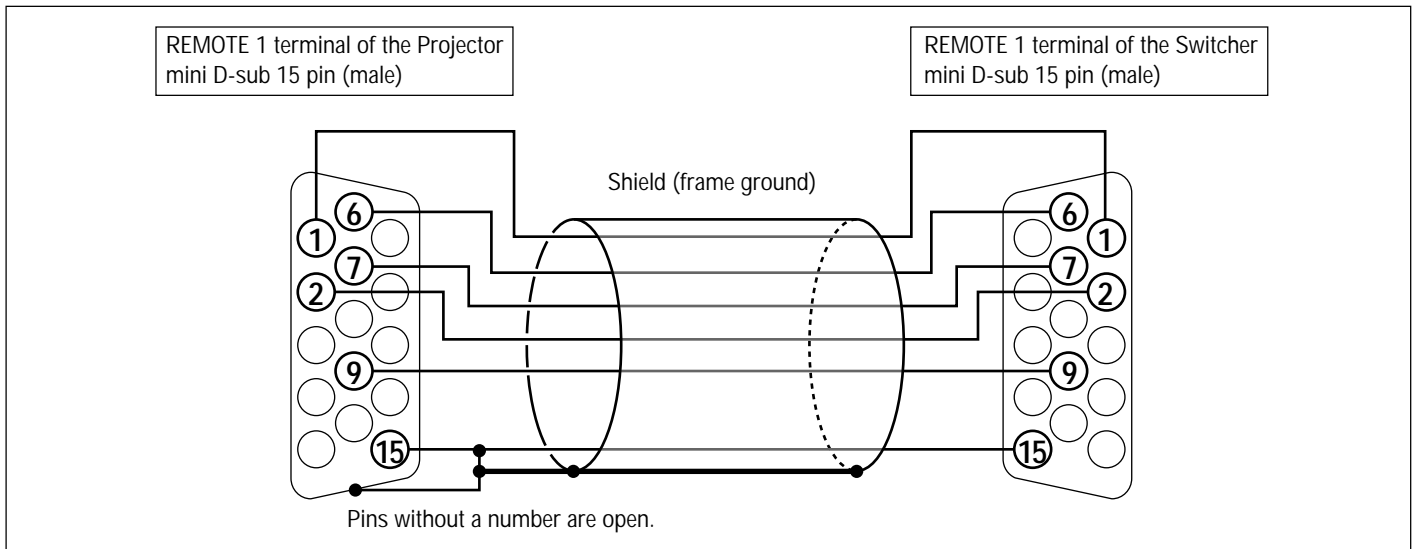 REMOTE 1 terminal of the Projector
mini D-sub 15 pin (male)
REMOTE 1 terminal of the Switcher
mini D-sub 15 pin (male)
Shield (frame ground)
6
1
7
2
9
15
6
1
7
2
9
15
Pins without a number are open.